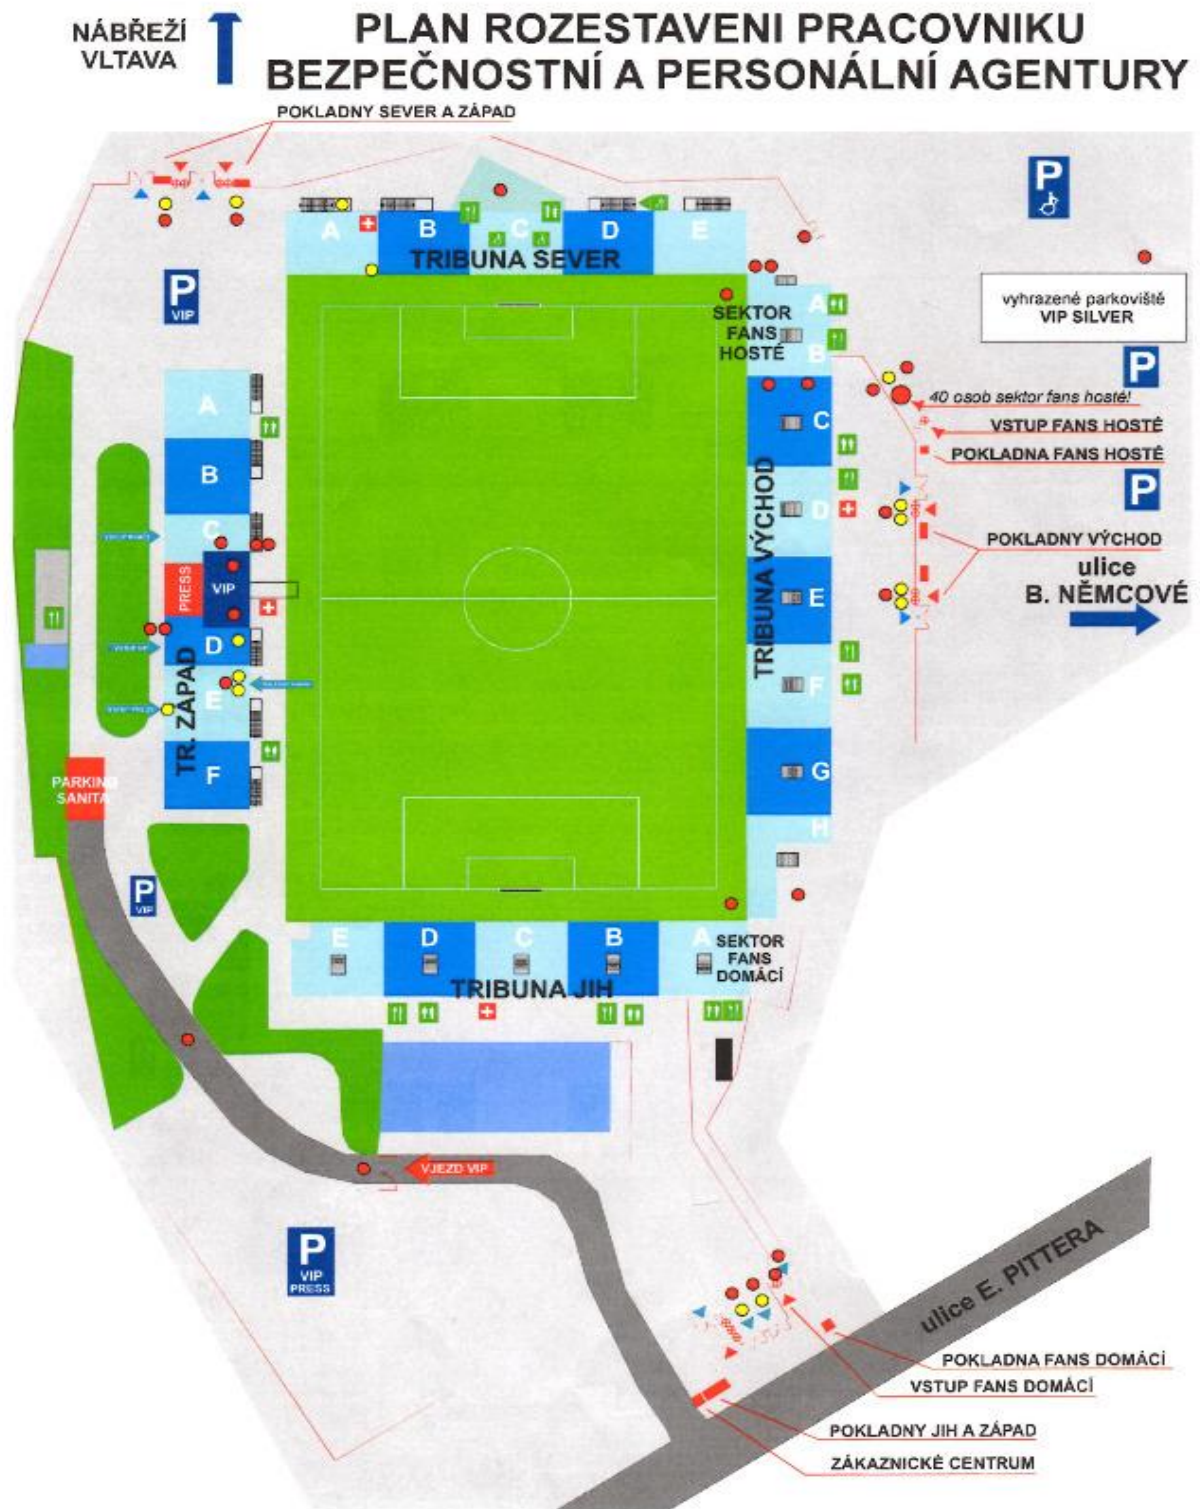 NÁBŘEŽÍ
VLTAVA
PLAN ROZESTAVENI PRACOVNIKU
BEZPEČNOSTNÍ A PERSONÁLNÍ AGENTURY
POKLADNY SEVER A ZÁPAD
P
P
VIP
A
B
C
D
E
TRIBUNA SEVER
vyhrazené parkoviště
VIP SILVER
SEKTOR
FANS
HOSTÉ
A
B
P
40 osob sektor fans hosté!
VSTUP FANS HOSTÉ
POKLADNA FANS HOSTÉ
P
POKLADNY VÝCHOD
ulice
B. NĚMCOVÉ
C
D
E
F
G
H
TRIBUNA VÝCHOD
A
B
C
PRESS
VIP
D
E
F
TR. ZÁPAD
PARKING
SANITA
P
VIP
E
D
C
B
A
SEKTOR
FANS
DOMÁCÍ
TRIBUNA JIH
VJEZD VIP
P
VIP
PRESS
ulice E. PITTERA
POKLADNA FANS DOMÁCÍ
VSTUP FANS DOMÁCÍ
POKLADNY JIH A ZÁPAD
ZÁKAZNICKÉ CENTRUM